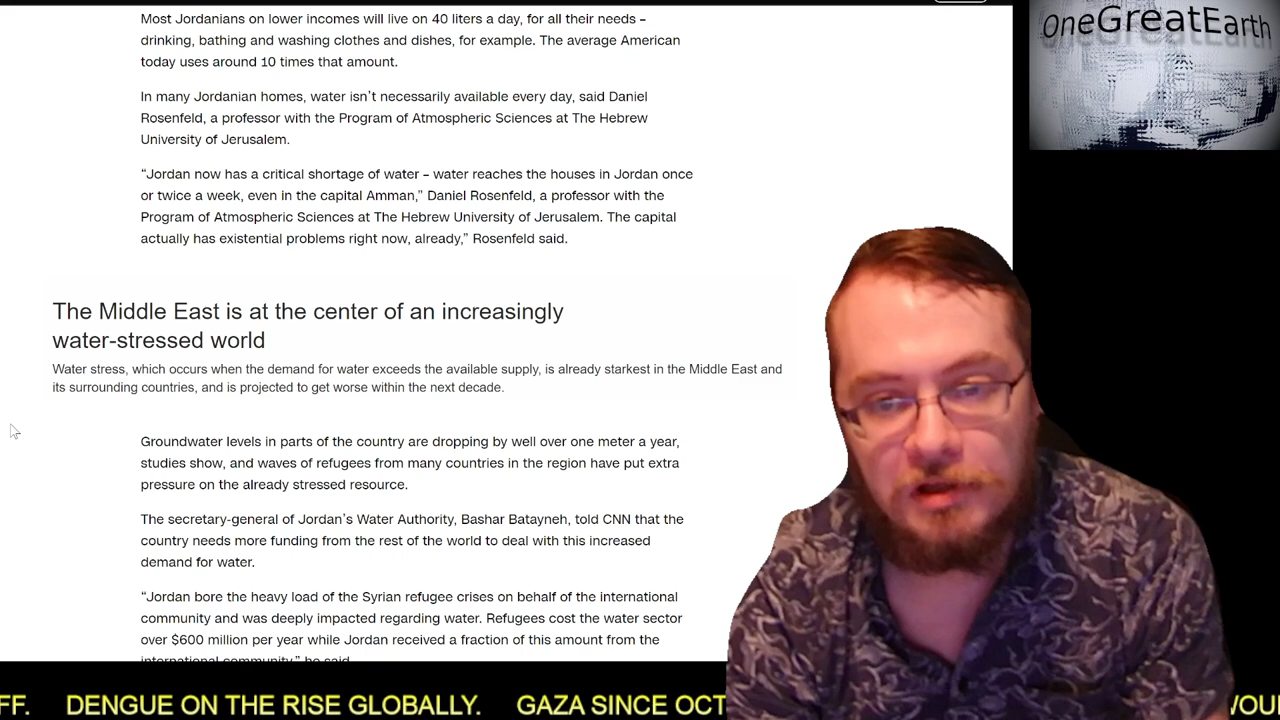 OneGreatEarth
Most Jordanians on lower incomes will live on 40 liters a day, for all their needs –
drinking, bathing and washing clothes and dishes, for example. The average American
today uses around 10 times that amount.
In many Jordanian homes, water isn’t necessarily available every day, said Daniel
Rosenfeld, a professor with the Program of Atmospheric Sciences at The Hebrew
University of Jerusalem.
“Jordan now has a critical shortage of water – water reaches the houses in Jordan once
or twice a week, even in the capital Amman,” Daniel Rosenfeld, a professor with the
Program of Atmospheric Sciences at The Hebrew University of Jerusalem. The capital
actually has existential problems right now, already,” Rosenfeld said.
The Middle East is at the center of an increasingly
water-stressed world
Water stress, which occurs when the demand for water exceeds the available supply, is already starkest in the Middle East and
its surrounding countries, and is projected to get worse within the next decade.
Groundwater levels in parts of the country are dropping by well over one meter a year,
studies show, and waves of refugees from many countries in the region have put extra
pressure on the already stressed resource.
The secretary-general of Jordan’s Water Authority, Bashar Batayneh, told CNN that the
country needs more funding from the rest of the world to deal with this increased
demand for water.
“Jordan bore the heavy load of the Syrian refugee crises on behalf of the international
community and was deeply impacted regarding water. Refugees cost the water sector
over $600 million per year while Jordan received a fraction of this amount from the
international community,” he said.
FF. DENGUE ON THE RISE GLOBALLY. GAZA SINCE OCT